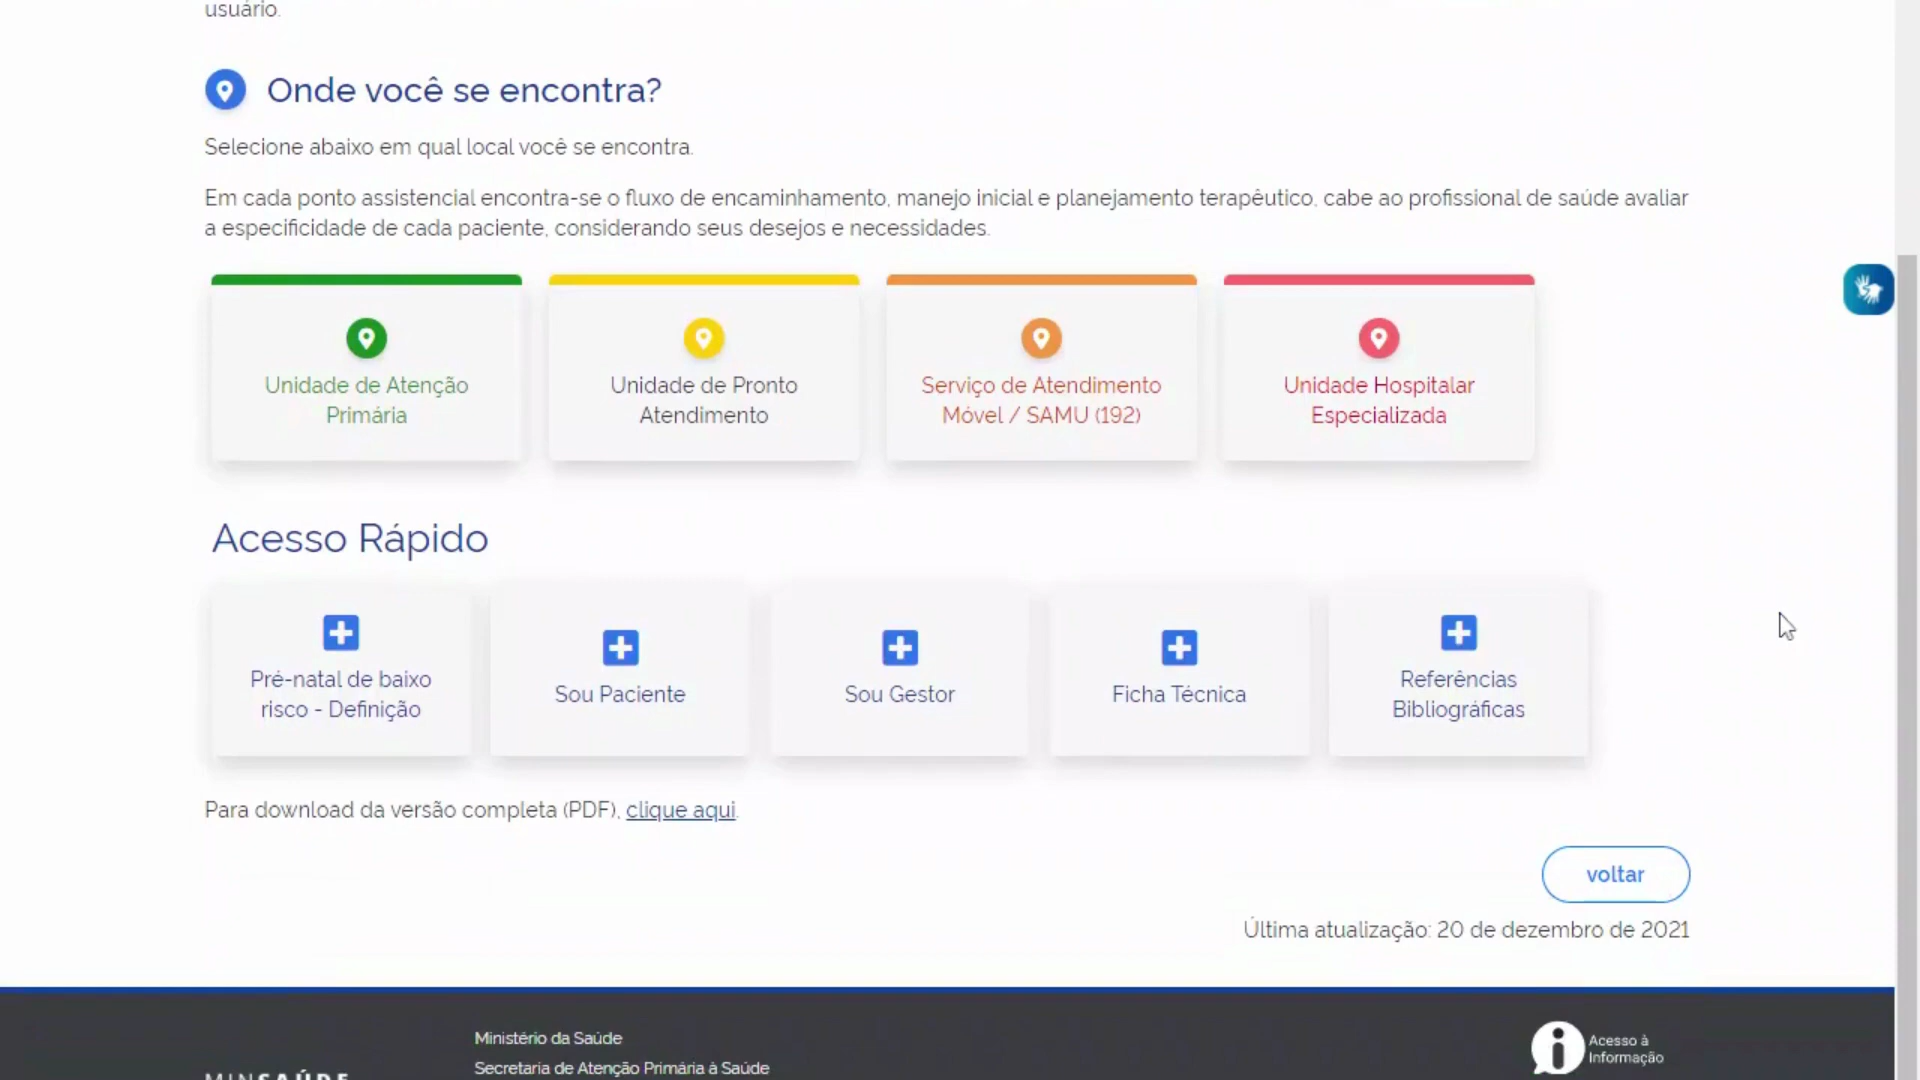 usuário.
Onde você se encontra?
Selecione abaixo em qual local você se encontra.
Em cada ponto assistencial encontra-se o fluxo de encaminhamento, manejo inicial e planejamento terapêutico, cabe ao profissional de saúde avaliar
a especificidade de cada paciente, considerando seus desejos e necessidades.
Unidade de Atenção
Primária
Unidade de Pronto
Atendimento
Serviço de Atendimento
Móvel / SAMU (192)
Unidade Hospitalar
Especializada
Acesso Rápido
Pré-natal de baixo
risco - Definição
Sou Paciente
Sou Gestor
Ficha Técnica
Referências
Bibliográficas
Para download da versão completa (PDF), clique aqui.
voltar
Última atualização: 20 de dezembro de 2021
Ministério da Saúde
Secretaria de Atenção Primária à Saúde
MINSAÚDE
Acesso à
Informação